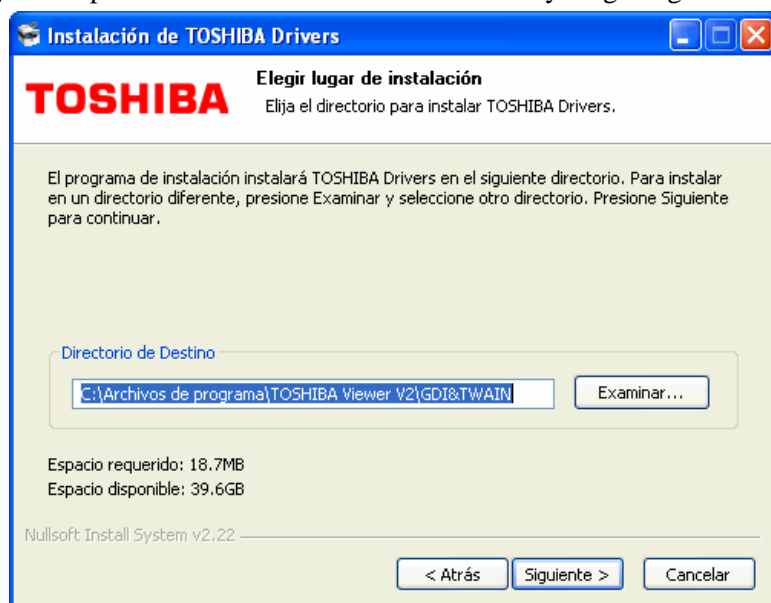 Instalación de TOSHIBA Drivers
TOSHIBA
Elegir lugar de instalación
Elija el directorio para instalar TOSHIBA Drivers.
El programa de instalación instalará TOSHIBA Drivers en el siguiente directorio. Para instalar
en un directorio diferente, presione Examinar y seleccione otro directorio. Presione Siguiente
para continuar.
Directorio de Destino
C:\Archivos de programa\TOSHIBA Viewer V2\GDI&TWAIN
Examinar...
Espacio requerido: 18.7MB
Espacio disponible: 39.6GB
Nullsoft Install System v2.22
< Atrás
Siguiente >
Cancelar